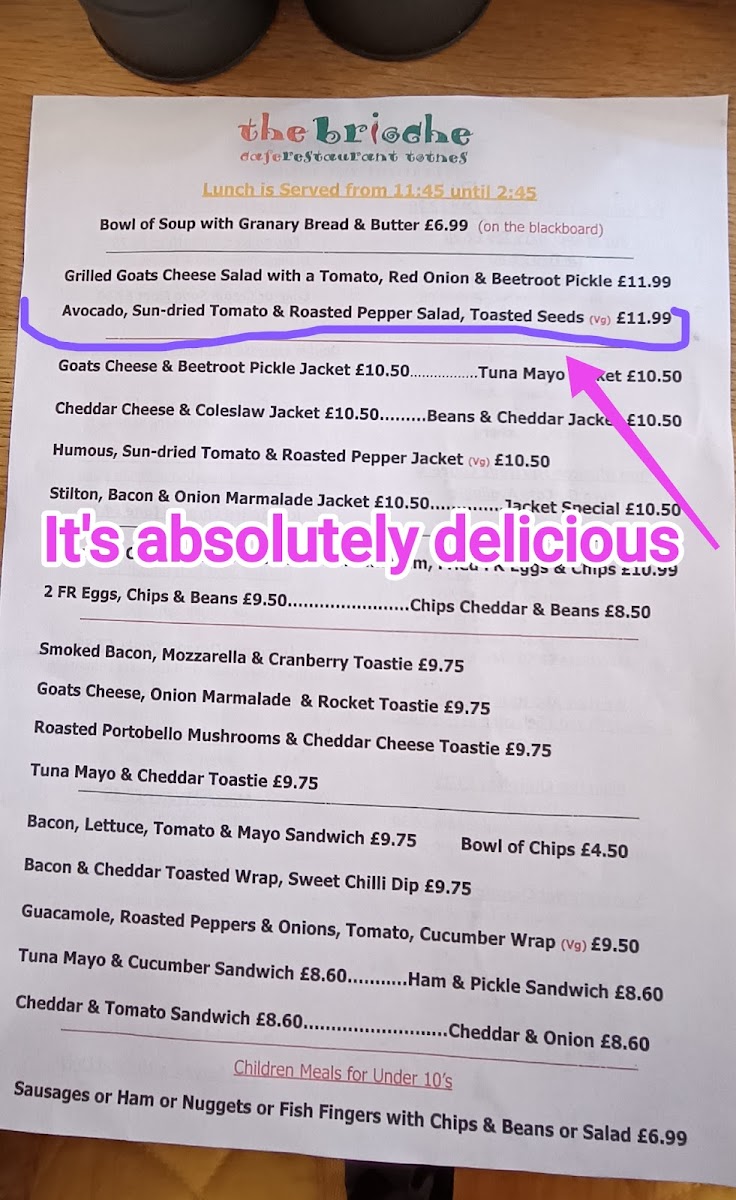 the brioche
caferestaurant totnes
Lunch is Served from 11:45 until 2:45
Bowl of Soup with Granary Bread & Butter £6.99 (on the blackboard)
Grilled Goats Cheese Salad with a Tomato, Red Onion & Beetroot Pickle £11.99
Avocado, Sun-dried Tomato & Roasted Pepper Salad, Toasted Seeds (Vg) £11.99
Goats Cheese & Beetroot Pickle Jacket £10.50.................Tuna Mayo £10.50
Cheddar Cheese & Coleslaw Jacket £10.50.........Beans & Cheddar Jacket £10.50
Humous, Sun-dried Tomato & Roasted Pepper Jacket (Vg) £10.50
Stilton, Bacon & Onion Marmalade Jacket £10.50.............Jacket Special £10.50
It's absolutely delicious
Eggs & Chips £10.99
2 FR Eggs, Chips & Beans £9.50.......................Chips Cheddar & Beans £8.50
Smoked Bacon, Mozzarella & Cranberry Toastie £9.75
Goats Cheese, Onion Marmalade & Rocket Toastie £9.75
Roasted Portobello Mushrooms & Cheddar Cheese Toastie £9.75
Tuna Mayo & Cheddar Toastie £9.75
Bacon, Lettuce, Tomato & Mayo Sandwich £9.75 Bowl of Chips £4.50
Bacon & Cheddar Toasted Wrap, Sweet Chilli Dip £9.75
Guacamole, Roasted Peppers & Onions, Tomato, Cucumber Wrap (Vg) £9.50
Tuna Mayo & Cucumber Sandwich £8.60...........Ham & Pickle Sandwich £8.60
Cheddar & Tomato Sandwich £8.60..........................Cheddar & Onion £8.60
Children Meals for Under 10's
Sausages or Ham or Nuggets or Fish Fingers with Chips & Beans or Salad £6.99